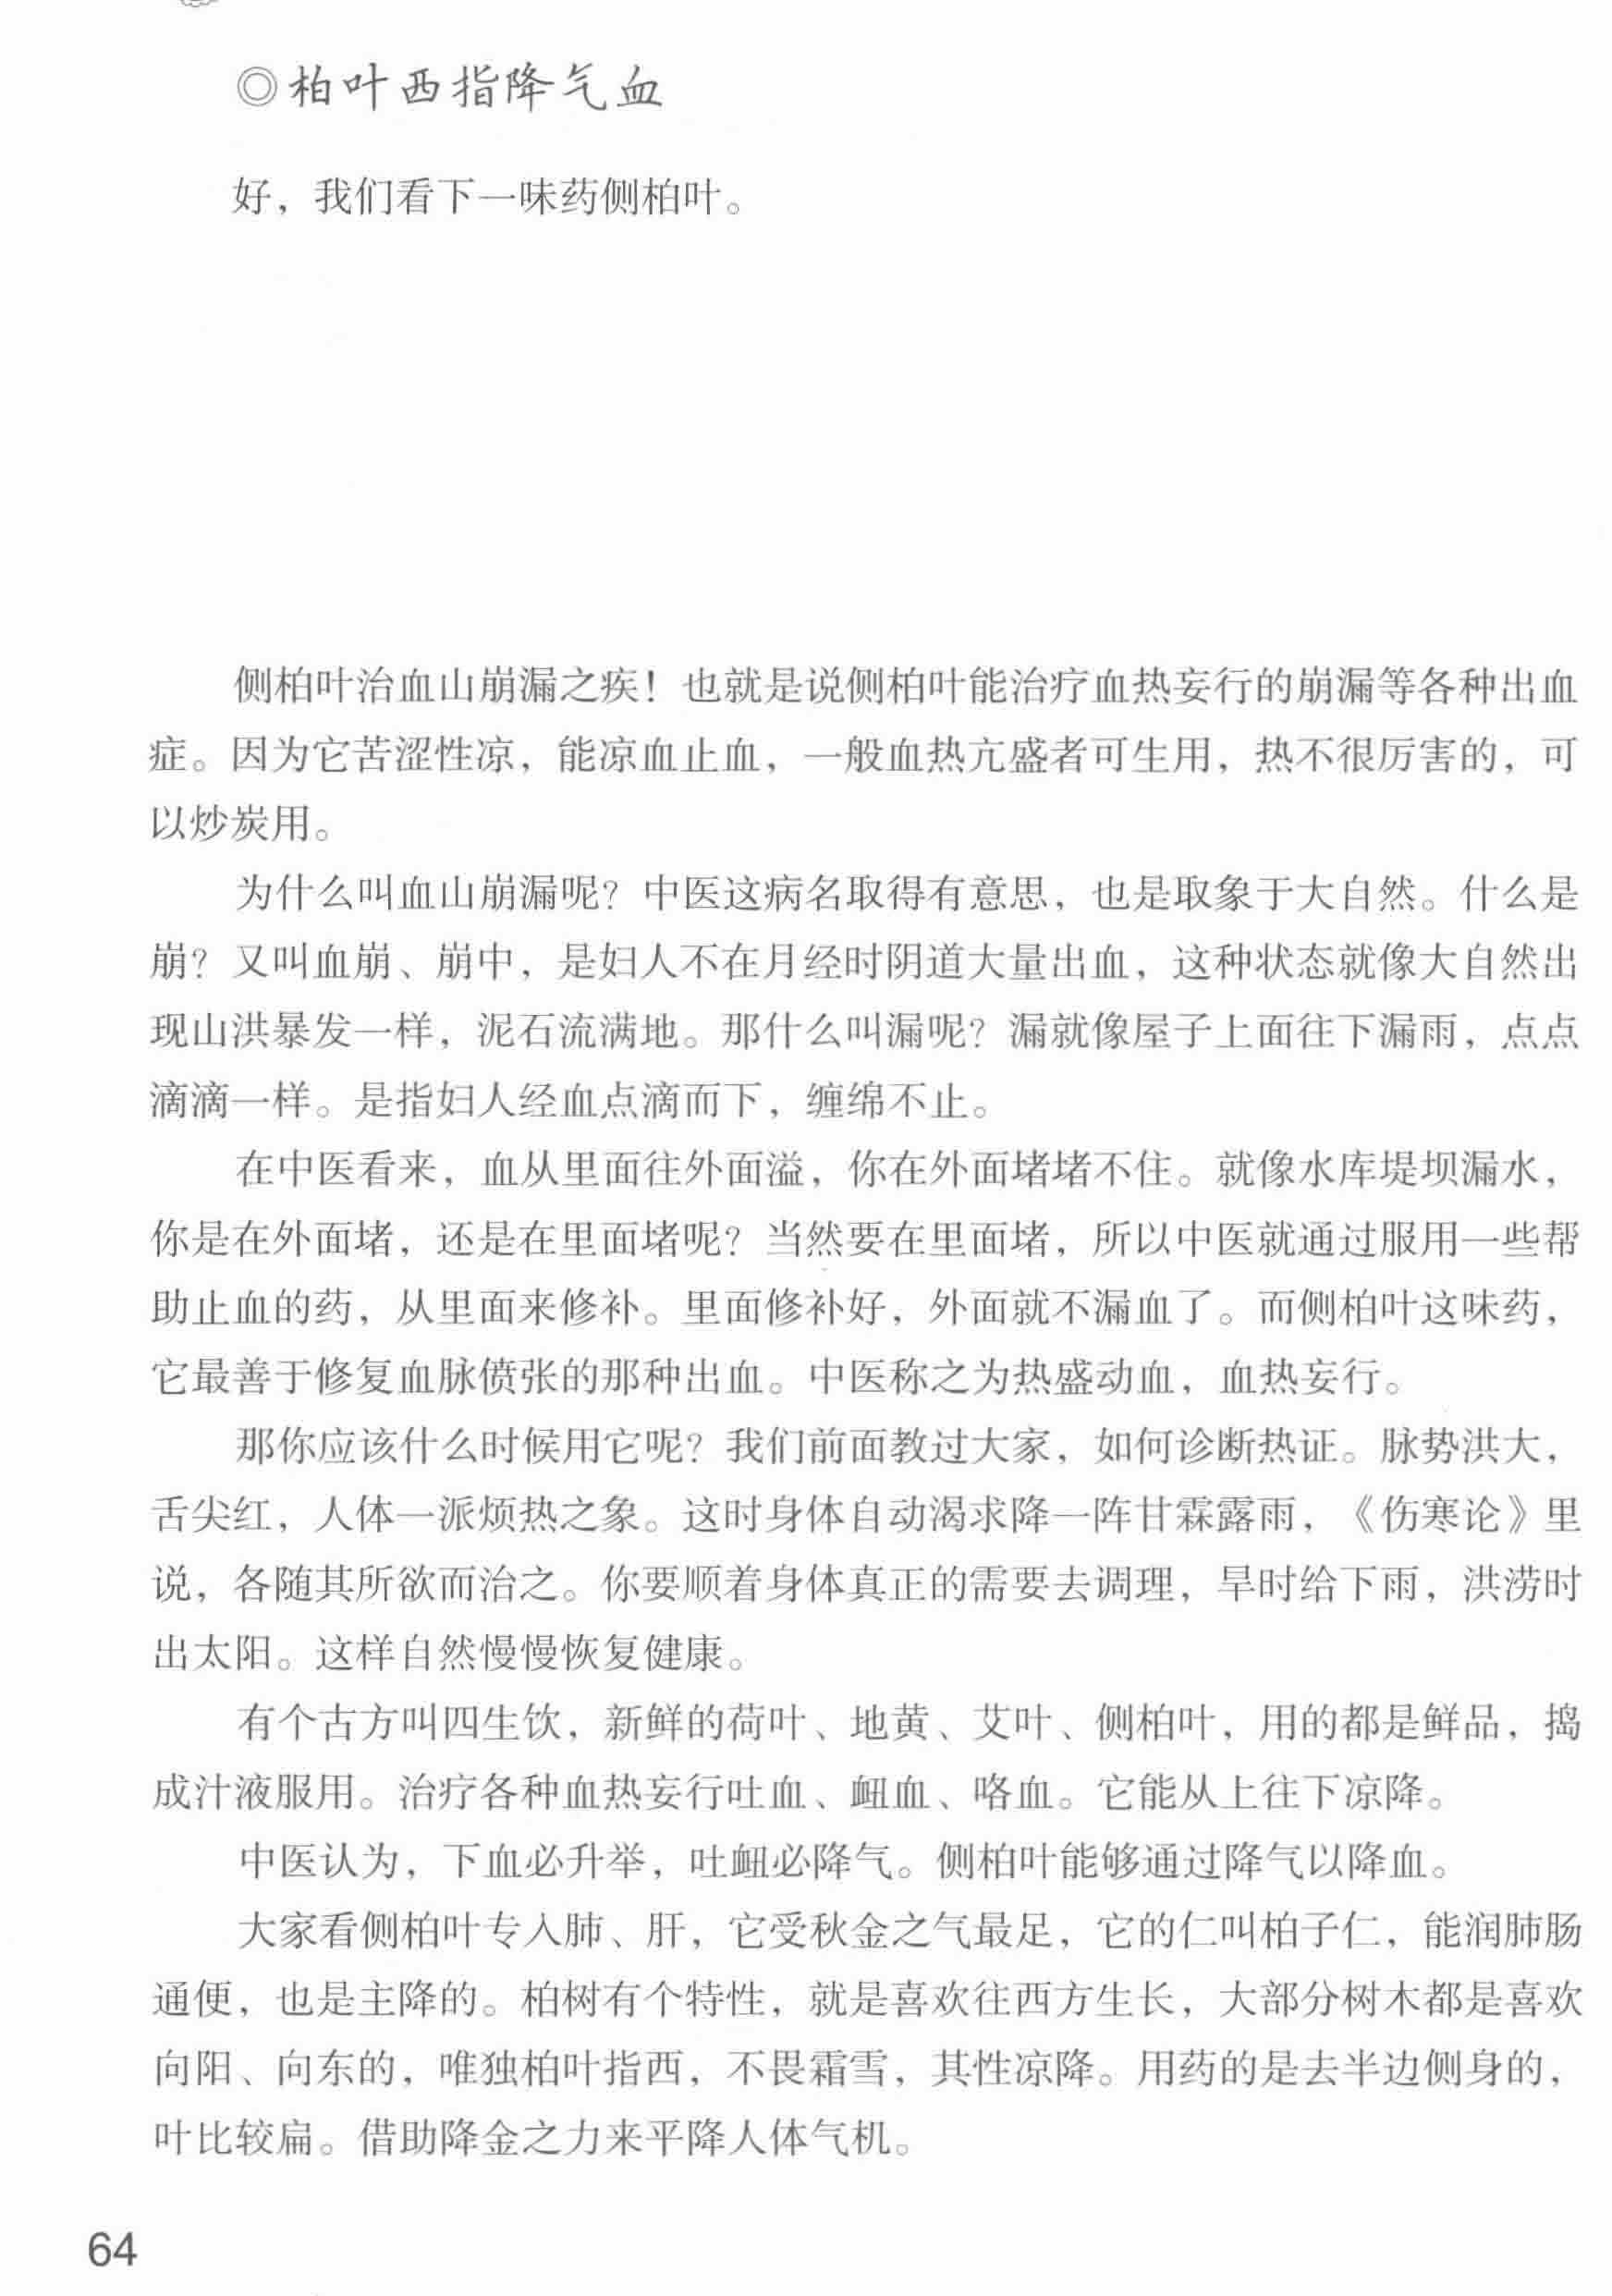 ◎柏叶西指降气血
好，我们看下一味药侧柏叶。
侧柏叶治血山崩漏之疾！也就是说侧柏叶能治疗血热妄行的崩漏等各种出血
症。因为它苦涩性凉，能凉血止血，一般血热亢盛者可生用，热不很厉害的，可
以炒炭用。
为什么叫血山崩漏呢？中医这病名取得有意思，也是取象于大自然。什么是
崩？又叫血崩、崩中，是妇人不在月经时阴道大量出血，这种状态就像大自然出
现山洪暴发一样，泥石流满地。那什么叫漏呢？漏就像屋子上面往下漏雨，点点
滴滴一样。是指妇人经血点滴而下，缠绵不止。
在中医看来，血从里面往外面溢，你在外面堵堵不住。就像水库堤坝漏水，
你是在外面堵，还是在里面堵呢？当然要在里面堵，所以中医就通过服用一些帮
助止血的药，从里面来修补。里面修补好，外面就不漏血了。而侧柏叶这味药，
它最善于修复血脉偾张的那种出血。中医称之为热盛动血，血热妄行。
那你应该什么时候用它呢？我们前面教过大家，如何诊断热证。脉势洪大，
舌尖红，人体一派烦热之象。这时身体自动渴求降一阵甘霖露雨，《伤寒论》里
说，各随其所欲而治之。你要顺着身体真正的需要去调理，旱时给下雨，洪涝时
出太阳。这样自然慢慢恢复健康。
有个古方叫四生饮，新鲜的荷叶、地黄、艾叶、侧柏叶，用的都是鲜品，捣
成汁液服用。治疗各种血热妄行吐血、衄血、咯血。它能从上往下凉降。
中医认为，下血必升举，吐衄必降气。侧柏叶能够通过降气以降血。
大家看侧柏叶专入肺、肝，它受秋金之气最足，它的仁叫柏子仁，能润肺肠
通便，也是主降的。柏树有个特性，就是喜欢往西方生长，大部分树木都是喜欢
向阳、向东的，唯独柏叶指西，不畏霜雪，其性凉降。用药的是去半边侧身的，
叶比较扁。借助降金之力来平降人体气机。
64